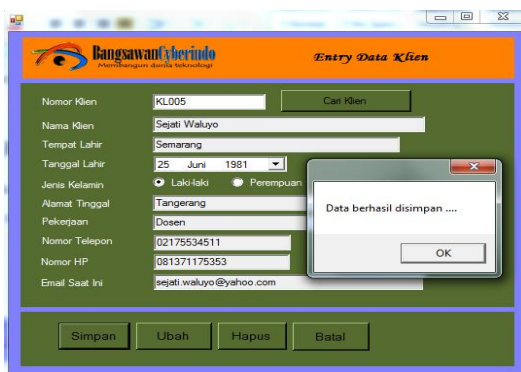 BangsawanCyberindo
Membangun dunia teknologi
Entry Data Klien
Nomor Klien KL005 Cari Klien
Nama Klien Sejati Waluyo
Tempat Lahir Semarang
Tanggal Lahir 25 Juni 1981
Jenis Kelamin Laki-laki Perempuan
Alamat Tinggal Tangerang
Pekerjaan Dosen
Nomor Telepon 02175534511
Nomor HP 081371175353
Email Saat Ini sejati.waluyo@yahoo.com
Data berhasil disimpan ....
OK
Simpan Ubah Hapus Batal